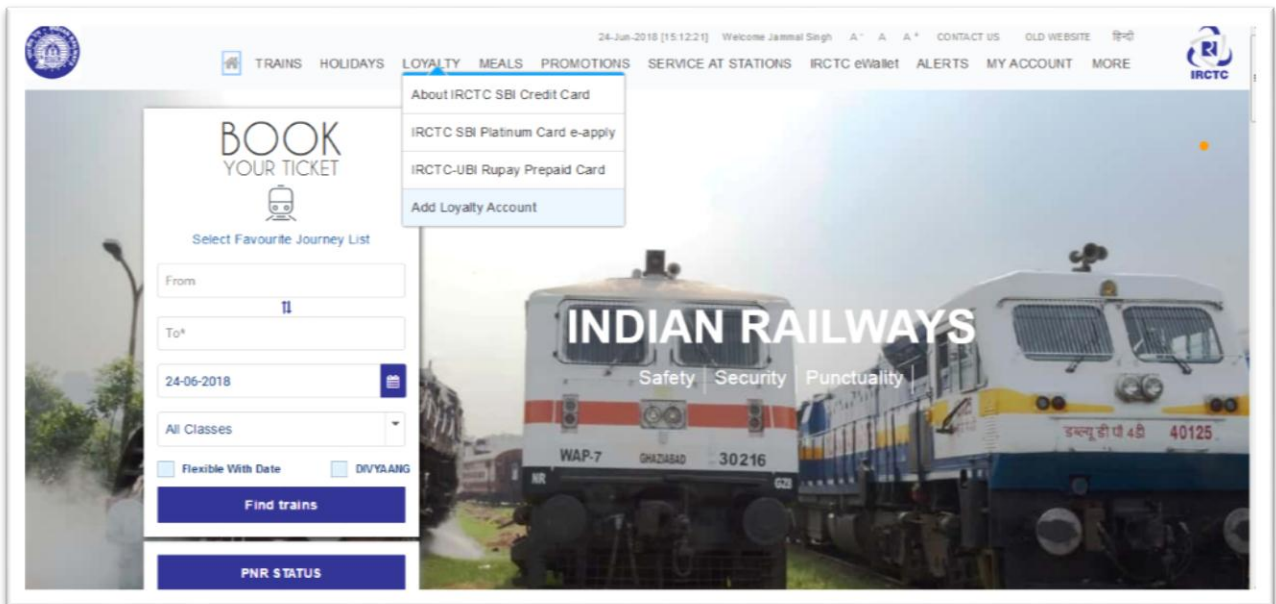 24-Jun-2018 [15:12:21] Welcome Jammal Singh A- A A+ CONTACT US OLD WEBSITE हिन्दी
TRAINS HOLIDAYS LOYALTY MEALS PROMOTIONS SERVICE AT STATIONS IRCTC eWallet ALERTS MY ACCOUNT MORE
IRCTC
About IRCTC SBI Credit Card
IRCTC SBI Platinum Card e-apply
IRCTC-UBI Rupay Prepaid Card
Add Loyalty Account
BOOK
YOUR TICKET
Select Favourite Journey List
From
To*
24-06-2018
All Classes
Flexible With Date DIVYAANG
Find trains
PNR STATUS
INDIAN RAILWAYS
Safety Security Punctuality
WAP-7 GHAZIABAD 30216
NR GZB
डब्ल्यू डी पी 4डी 40125